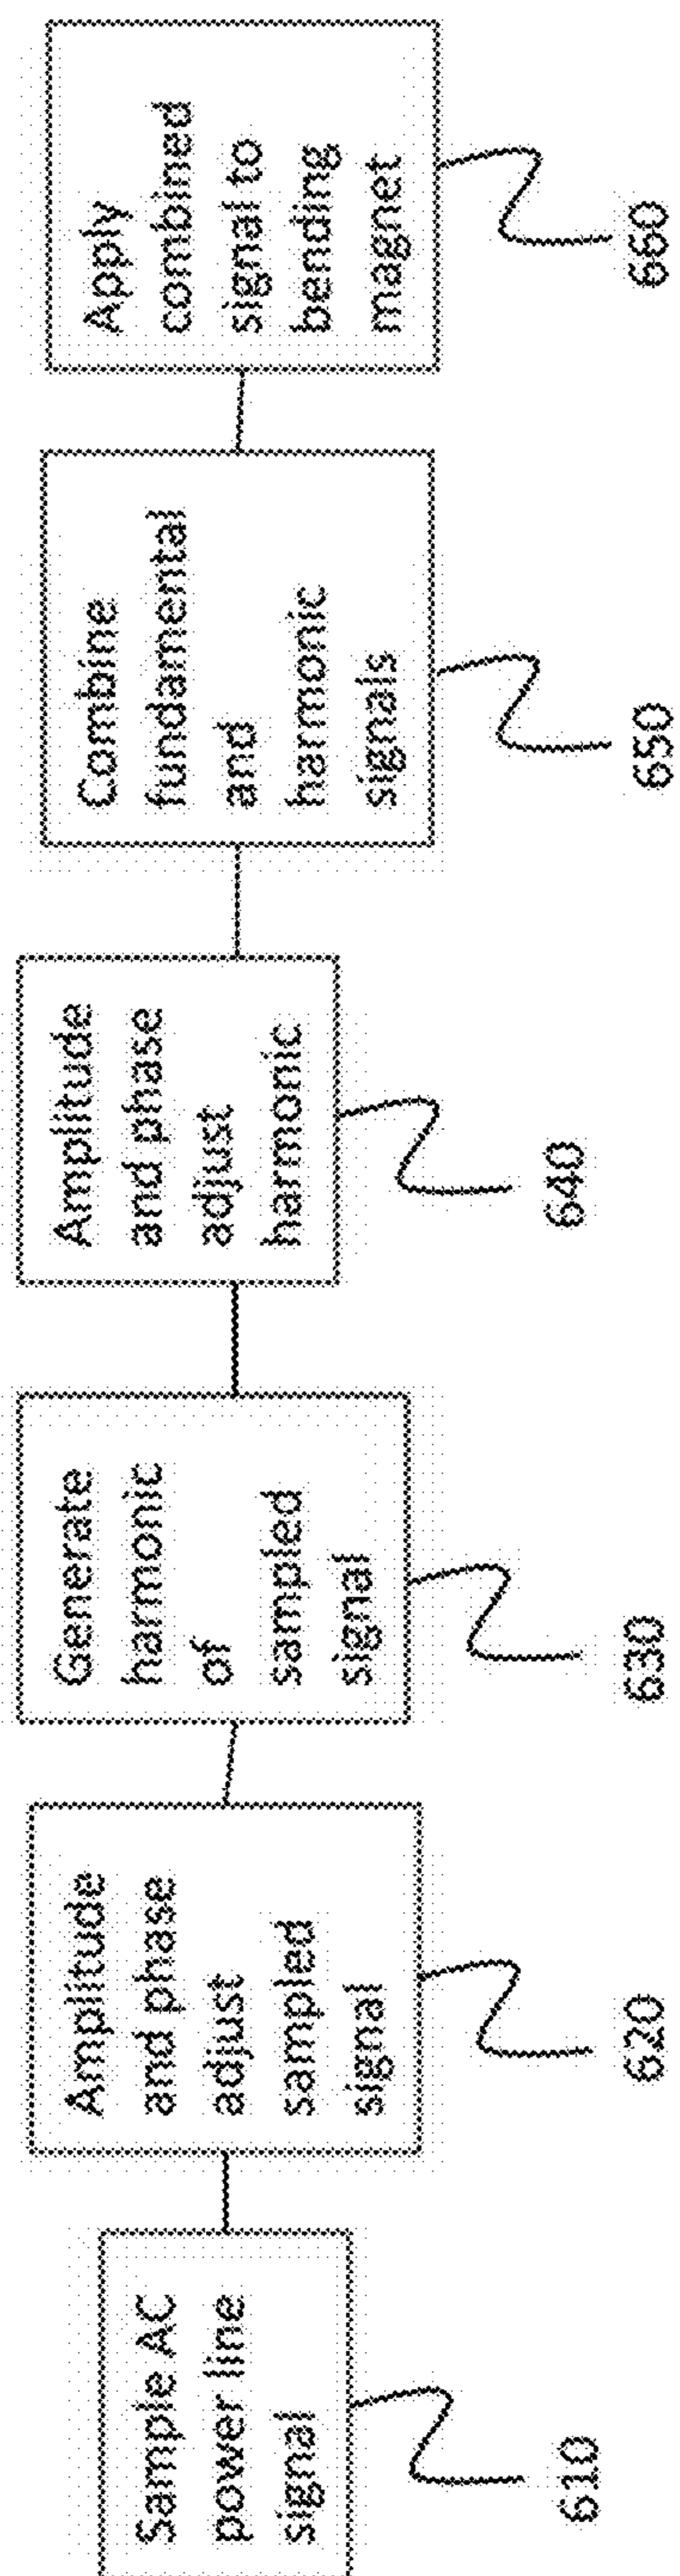 Sample AC
power line
signal
610
Amplitude
and phase
adjust
sampled
signal
620
Generate
harmonic
of
sampled
signal
630
Amplitude
and phase
adjust
harmonic
640
Combine
fundamental
and
harmonic
signals
650
Apply
combined
signal to
bending
magnet
660